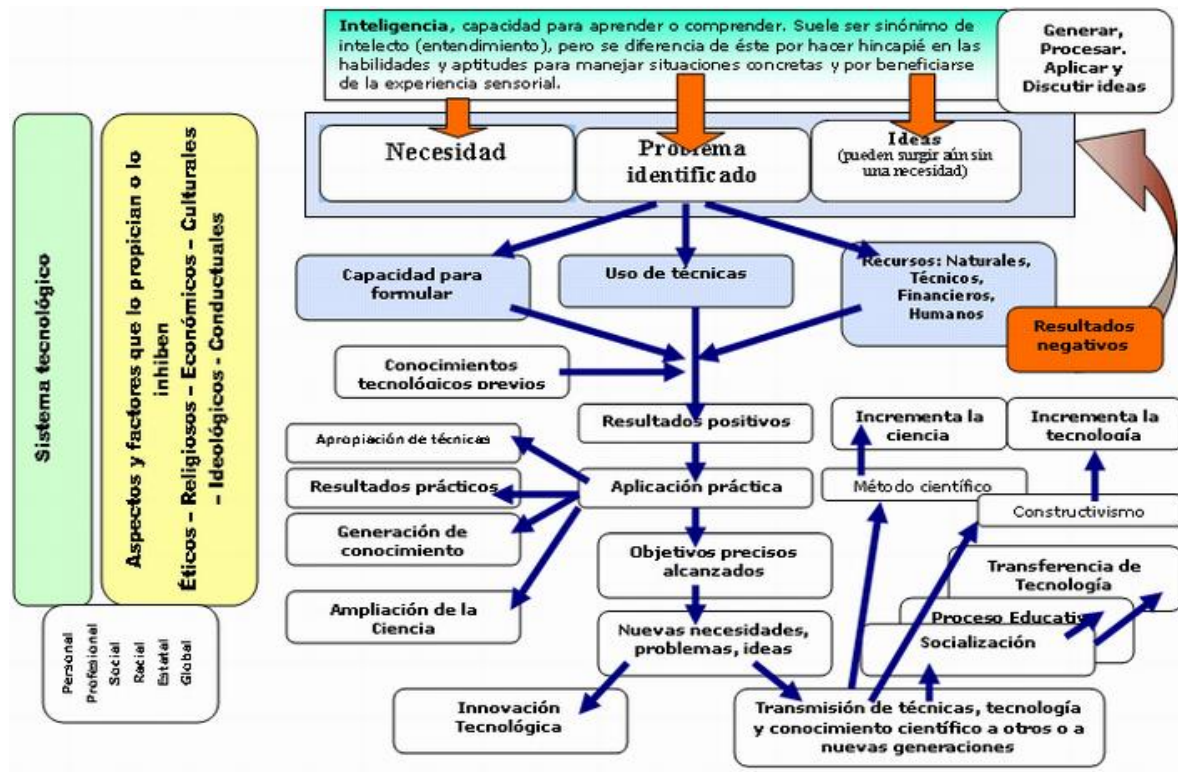 Inteligencia, capacidad para aprender o comprender. Suele ser sinónimo de
intelecto (entendimiento), pero se diferencia de éste por hacer hincapié en las
habilidades y aptitudes para manejar situaciones concretas y por beneficiarse
de la experiencia sensorial.
Generar,
Procesar.
Aplicar y
Discutir ideas
Necesidad
Problema
identificado
Ideas
(pueden surgir aún sin
una necesidad)
Sistema tecnológico
Aspectos y factores que lo propician o lo
inhiben
Éticos – Religiosos – Económicos – Culturales
– Ideológicos - Conductuales
Personal
Profesional
Social
Racial
Estatal
Global
Capacidad para
formular
Uso de técnicas
Recursos: Naturales,
Técnicos,
Financieros,
Humanos
Resultados
negativos
Conocimientos
tecnológicos previos
Resultados positivos
Incrementa la
ciencia
Incrementa la
tecnología
Apropiación de técnicas
Resultados prácticos
Aplicación práctica
Método científico
Constructivismo
Generación de
conocimiento
Objetivos precisos
alcanzados
Transferencia de
Tecnología
Proceso Educativ
Ampliación de la
Ciencia
Nuevas necesidades,
problemas, ideas
Socialización
Innovación
Tecnológica
Transmisión de técnicas, tecnología
y conocimiento científico a otros o a
nuevas generaciones